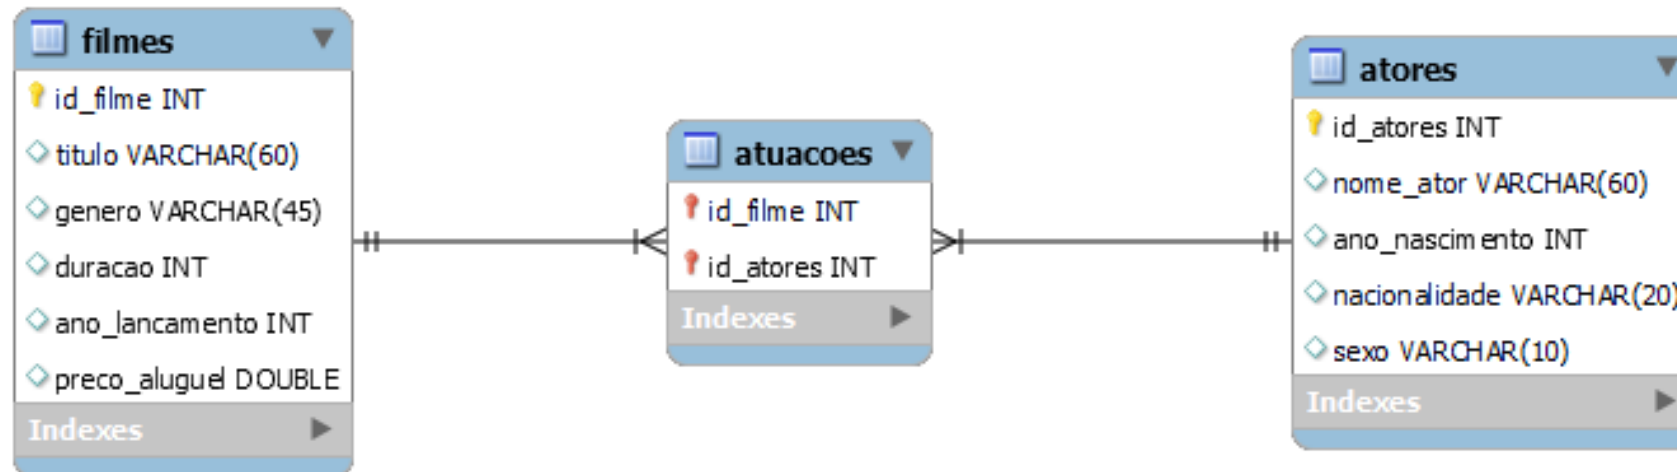 filmes
id_filme INT
titulo VARCHAR(60)
genero VARCHAR(45)
duracao INT
ano_lancamento INT
preco_aluguel DOUBLE
Indexes
atuacoes
id_filme INT
id_atores INT
Indexes
atores
id_atores INT
nome_ator VARCHAR(60)
ano_nascimento INT
nacionalidade VARCHAR(20)
sexo VARCHAR(10)
Indexes